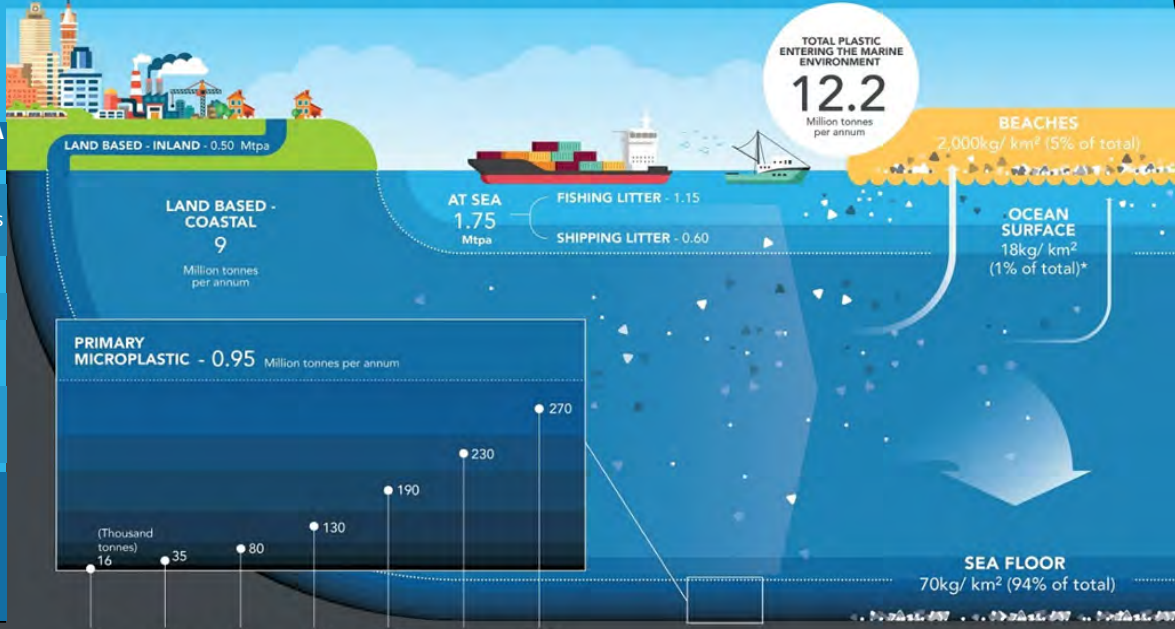 TOTAL PLASTIC
ENTERING THE MARINE
ENVIRONMENT
12.2
Million tonnes
per annum
BEACHES
2,000kg/ km² (5% of total)
A
LAND BASED - INLAND - 0.50 Mtpa
LAND BASED -
COASTAL
9
Million tonnes
per annum
AT SEA
1.75
Mtpa
FISHING LITTER - 1.15
SHIPPING LITTER - 0.60
OCEAN
SURFACE
18kg/ km²
(1% of total)*
s
PRIMARY
MICROPLASTIC - 0.95 Million tonnes per annum
270
230
190
130
80
35
(Thousand
tonnes)
16
SEA FLOOR
70kg/ km² (94% of total)